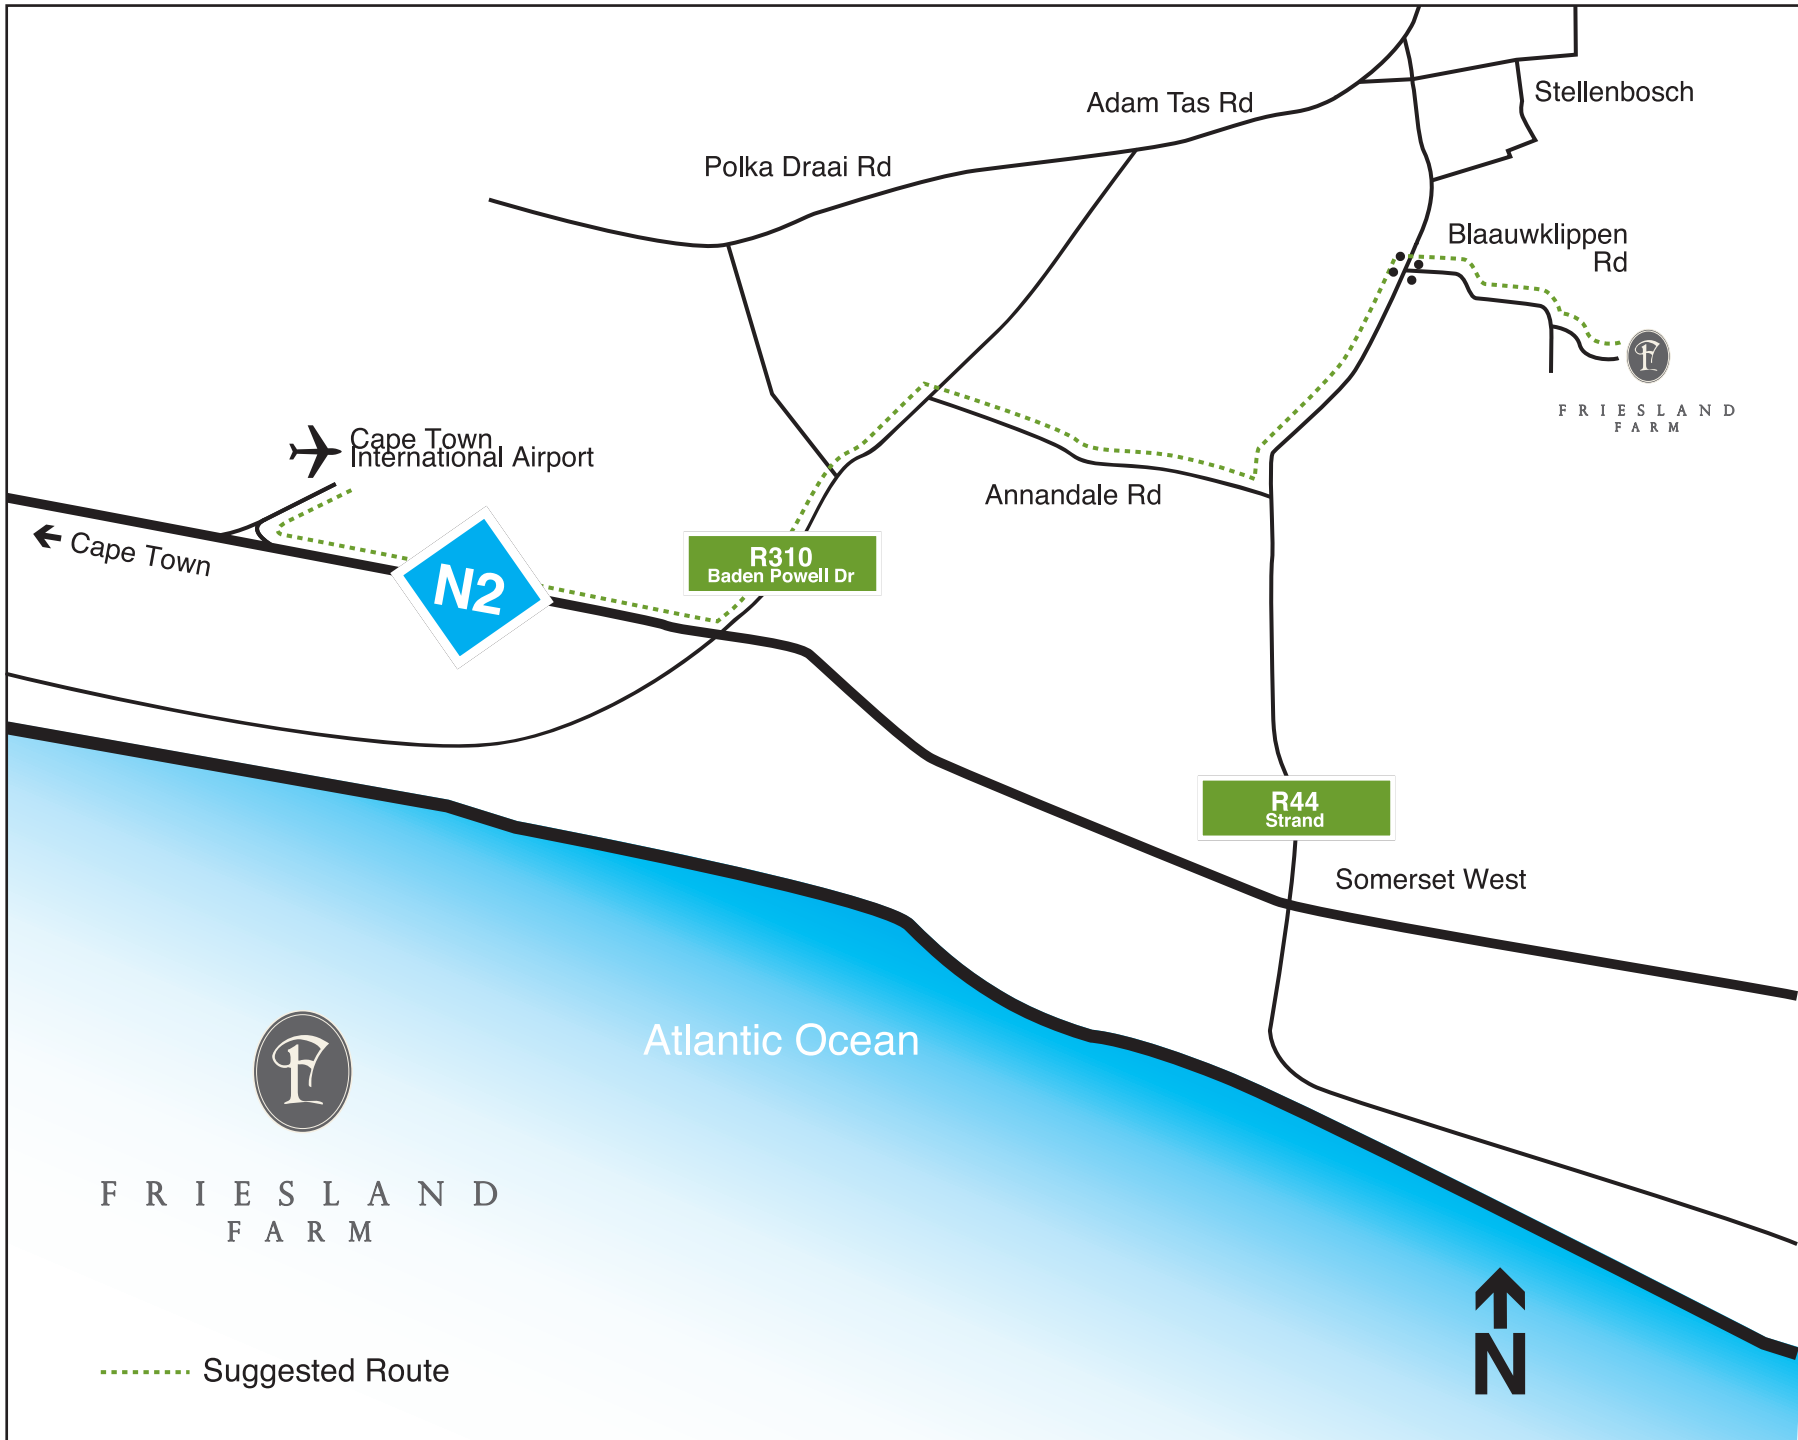 Adam Tas Rd
Stellenbosch
Polka Draai Rd
Blaauwklippen
Rd
F
FRIESLAND
FARM
Cape Town
International Airport
Annandale Rd
Cape Town
N2
R310
Baden Powell Dr
R44
Strand
Somerset West
Atlantic Ocean
F
FRIESLAND
FARM
N
Suggested Route